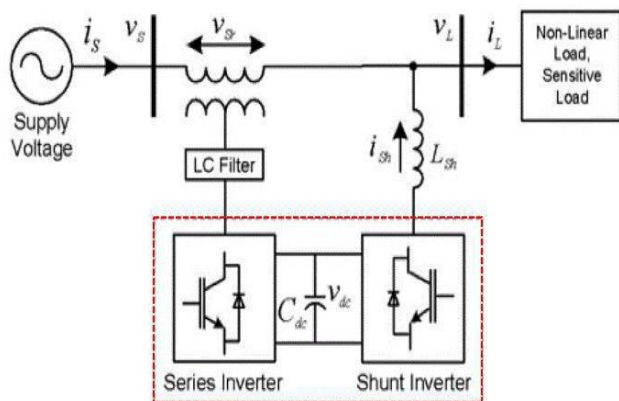 i_S
v_S
v_Sr
v_L
i_L
Non-Linear
Load,
Sensitive
Load
Supply
Voltage
LC Filter
i_Sh
L_Sh
C_dc
v_dc
Series Inverter
Shunt Inverter